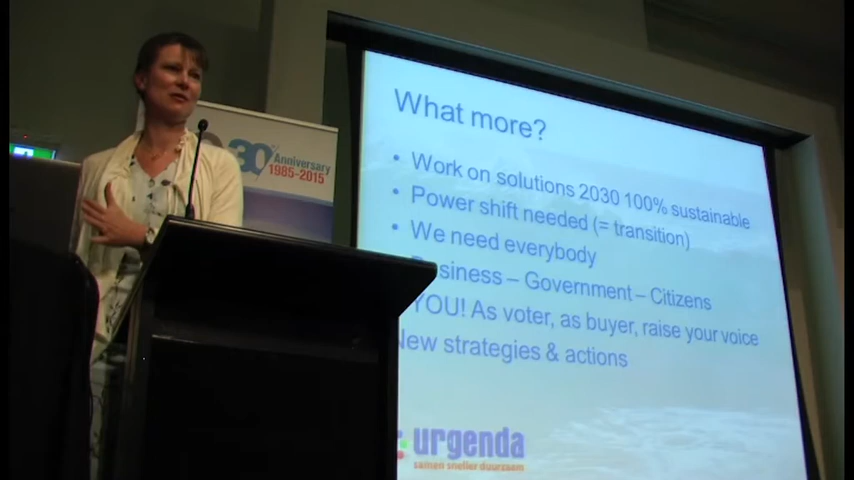 What more?
• Work on solutions 2030 100% sustainable
• Power shift needed (= transition)
• We need everybody
Business – Government – Citizens
YOU! As voter, as buyer, raise your voice
New strategies & actions
urgenda
samen sneller duurzaam
30
Anniversary
1985-2015